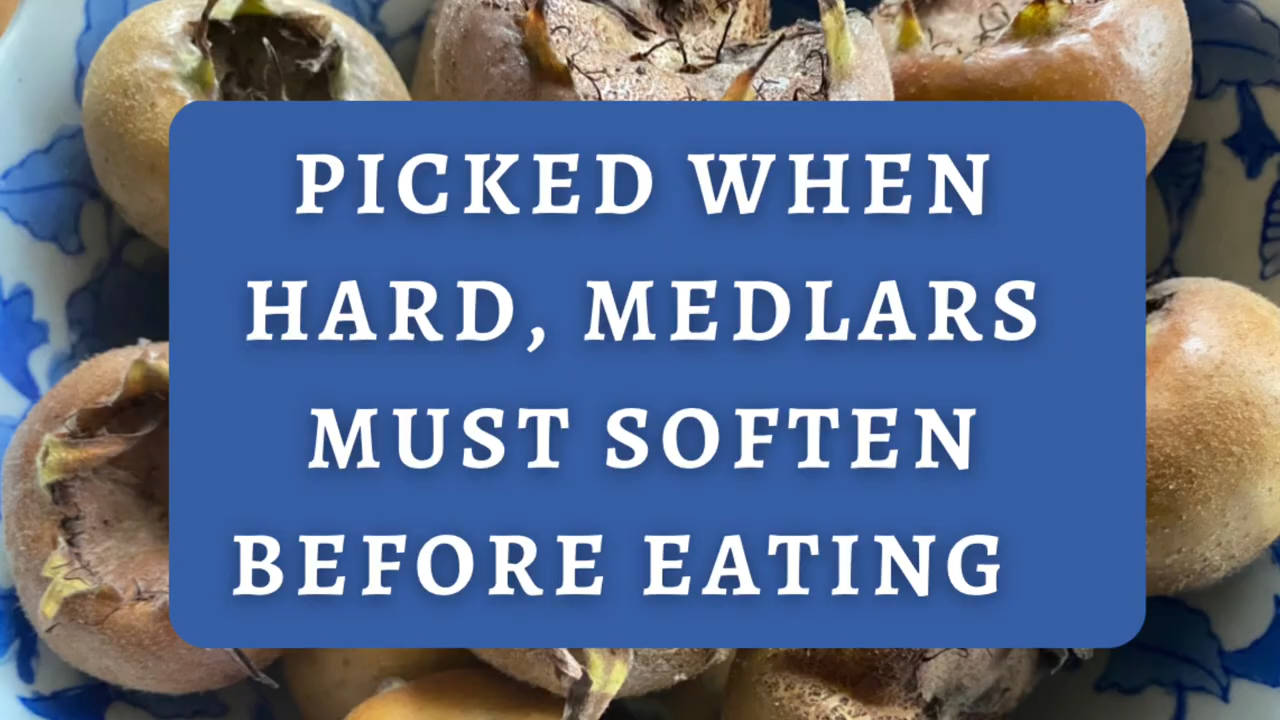 PICKED WHEN
HARD, MEDLARS
MUST SOFTEN
BEFORE EATING